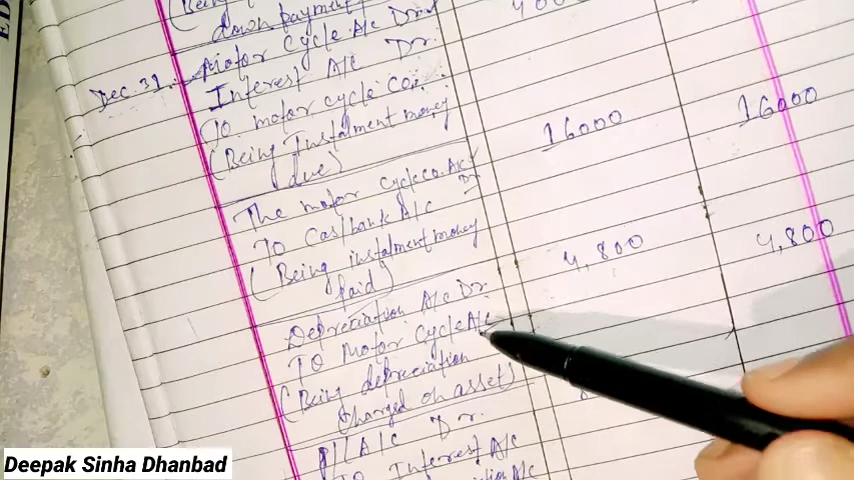 (Being
down payment
Motor Cycle A/c Dr.
Dec. 31. Interest A/c Dr.
To motor cycle Co.
(Being Instalment money
due)
The motor cycle co. A/c Dr 16000 16000
To Cash/bank A/c
(Being instalment money
paid)
Depreciation A/c Dr 4,800 4,800
To Motor Cycle A/c
(Being depreciation
Charged on asset)
P/L A/c Dr.
To Interest A/c
A/c
Deepak Sinha Dhanbad